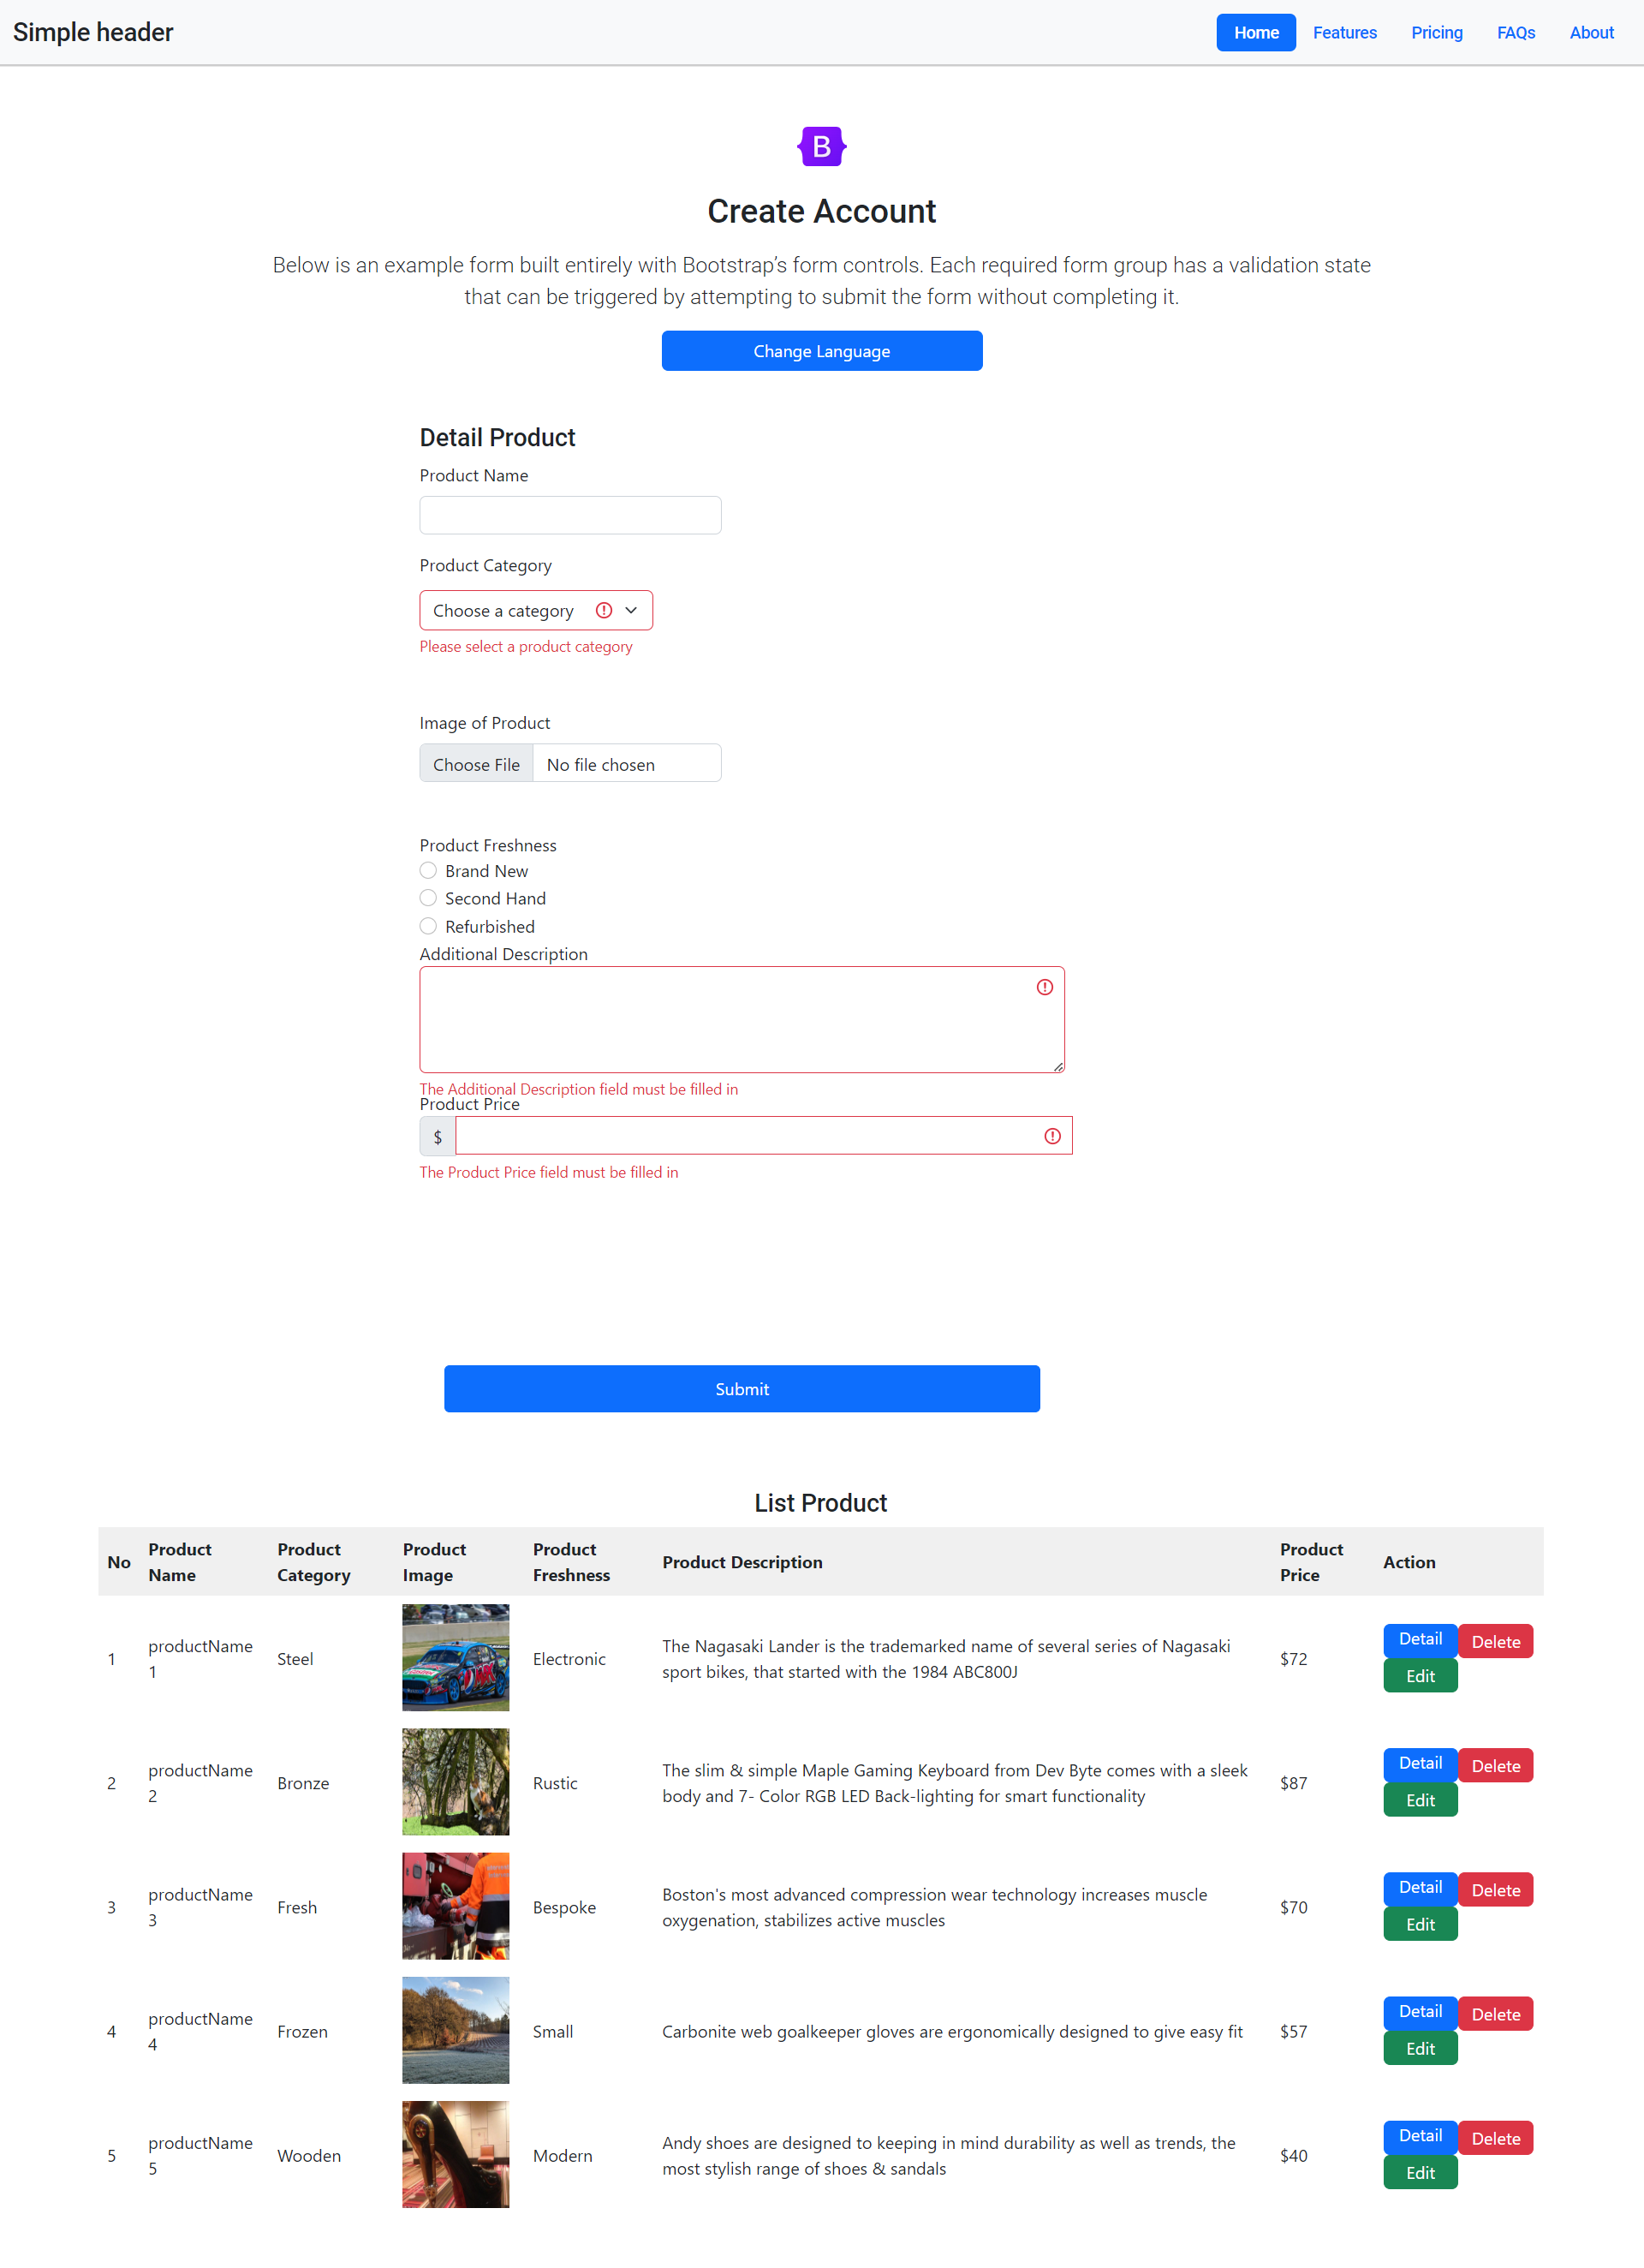 Simple header
Home
Features
Pricing
FAQs
About
B
Create Account
Below is an example form built entirely with Bootstrap’s form controls. Each required form group has a validation state
that can be triggered by attempting to submit the form without completing it.
Change Language
Detail Product
Product Name
Product Category
Choose a category
Please select a product category
Image of Product
Choose File
No file chosen
Product Freshness
Brand New
Second Hand
Refurbished
Additional Description
The Additional Description field must be filled in
Product Price
$
The Product Price field must be filled in
Submit
List Product
No
Product
Name
Product
Category
Product
Image
Product
Freshness
Product Description
Product
Price
Action
1
productName
1
Steel
Electronic
The Nagasaki Lander is the trademarked name of several series of Nagasaki
sport bikes, that started with the 1984 ABC800J
$72
Detail
Delete
Edit
2
productName
2
Bronze
Rustic
The slim & simple Maple Gaming Keyboard from Dev Byte comes with a sleek
body and 7- Color RGB LED Back-lighting for smart functionality
$87
Detail
Delete
Edit
3
productName
3
Fresh
Bespoke
Boston's most advanced compression wear technology increases muscle
oxygenation, stabilizes active muscles
$70
Detail
Delete
Edit
4
productName
4
Frozen
Small
Carbonite web goalkeeper gloves are ergonomically designed to give easy fit
$57
Detail
Delete
Edit
5
productName
5
Wooden
Modern
Andy shoes are designed to keeping in mind durability as well as trends, the
most stylish range of shoes & sandals
$40
Detail
Delete
Edit